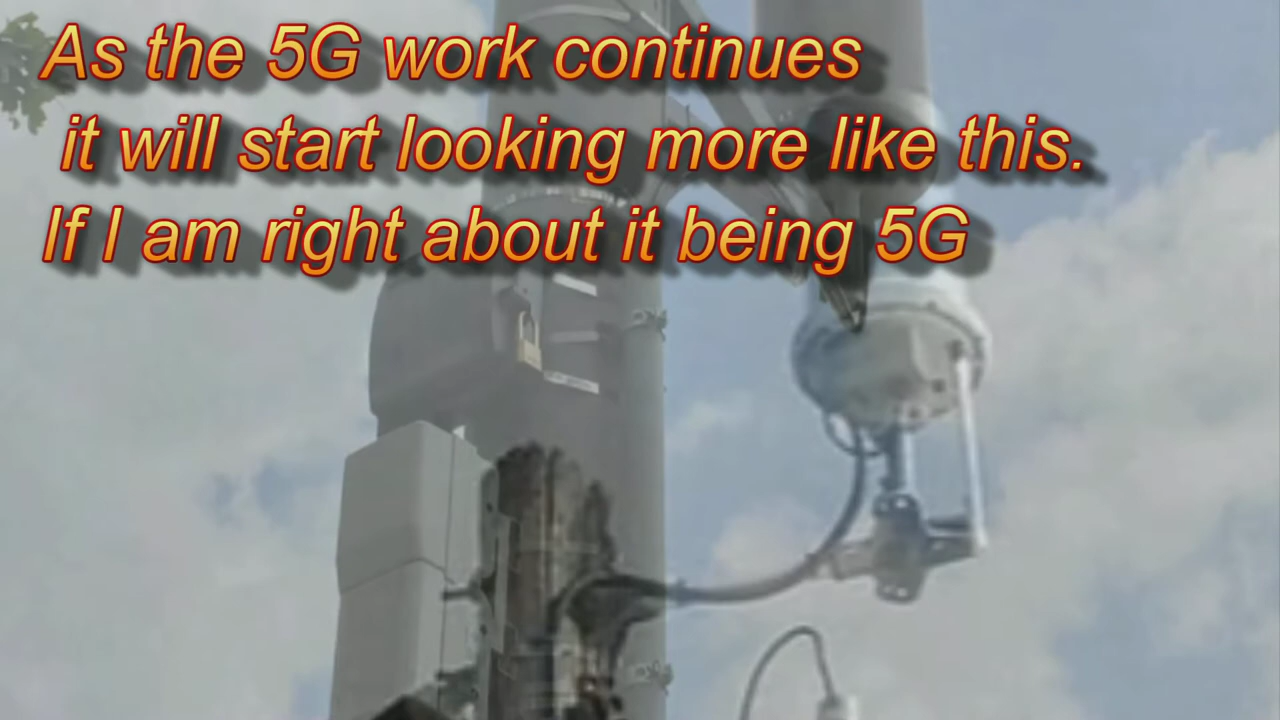 As the 5G work continues
it will start looking more like this.
If I am right about it being 5G